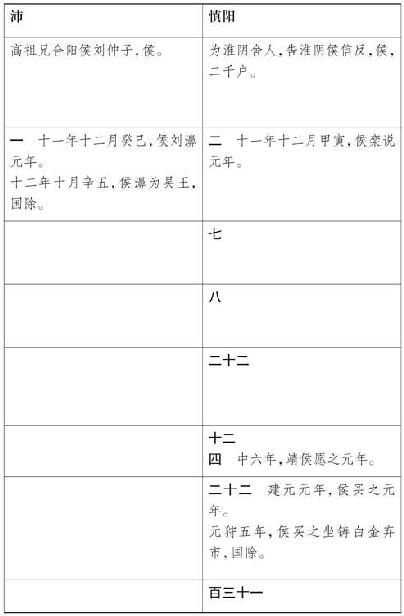 沛
慎阳
高祖兄合阳侯刘仲子，侯。
为淮阴舍人，告淮阴侯信反，侯，
二千户。
一 十一年十二月癸巳，侯刘濞
元年。
十二年十月辛丑，侯濞为吴王，
国除。
二 十一年十二月甲寅，侯栾说
元年。
七
八
二十二
十二
四 中六年，靖侯愿之元年。
二十二 建元元年，侯买之元
年。
元狩五年，侯买之坐铸白金弃
市，国除。
百三十一